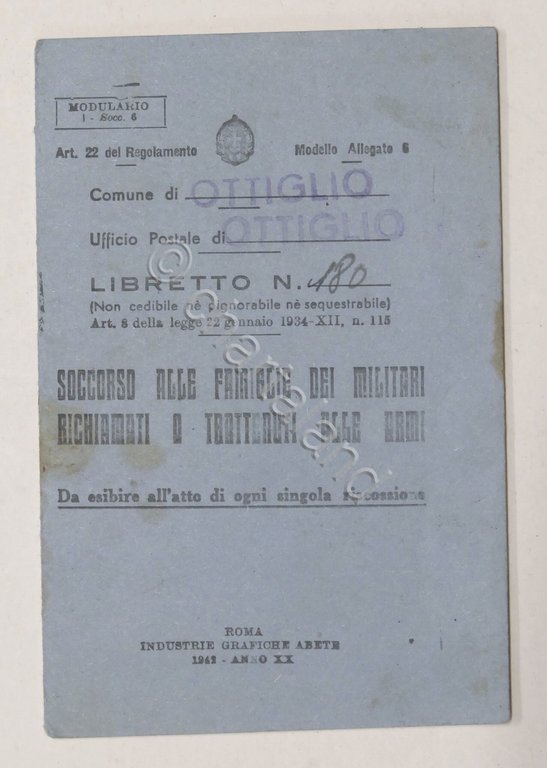 MODULARIO
I - Socc. 6
Art. 22 del Regolamento
Modello Allegato 6
Comune di OTTIGLIO
Ufficio Postale di OTTIGLIO
LIBRETTO N. 180
(Non cedibile nè pignorabile nè sequestrabile)
Art. 8 della legge 22 gennaio 1934-XII, n. 115
SOCCORSO ALLE FAMIGLIE DEI MILITARI
RICHIAMATI O TRATTENUTI ALLE ARMI
Da esibire all'atto di ogni singola riscossione
ROMA
INDUSTRIE GRAFICHE ABETE
1942 - ANNO XX
© Chartaland